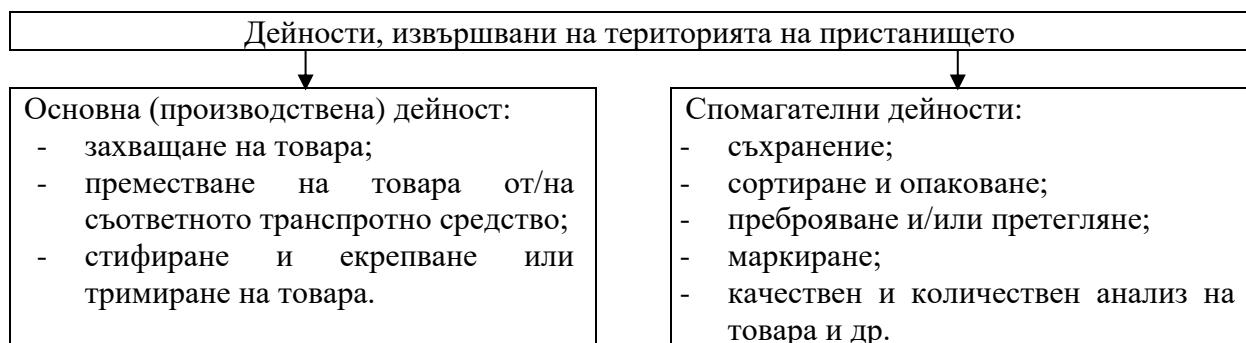 Дейности, извършвани на територията на пристанището
Основна (производствена) дейност:
- захващане на товара;
- преместване на товара от/на
съответното транспротно средство;
- стифиране и екрепване или
тримиране на товара.
Спомагателни дейности:
- съхранение;
- сортиране и опаковане;
- преброяване и/или претегляне;
- маркиране;
- качествен и количествен анализ на
товара и др.